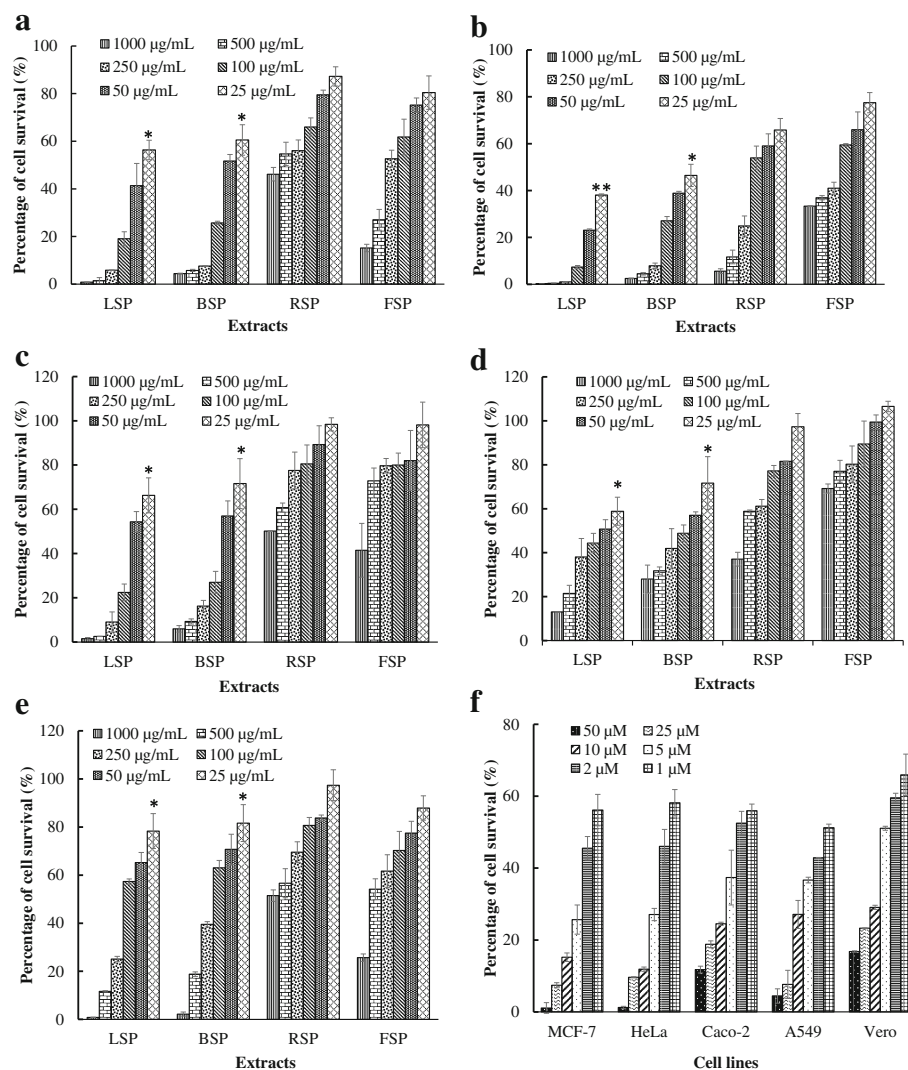 a
Percentage of cell survival (%)
100
80
60
40
20
0
1000 µg/mL 500 µg/mL
250 µg/mL 100 µg/mL
50 µg/mL 25 µg/mL
* *
LSP BSP RSP FSP
Extracts
b
Percentage of cell survival (%)
100
80
60
40
20
0
1000 µg/mL 500 µg/mL
250 µg/mL 100 µg/mL
50 µg/mL 25 µg/mL
** *
LSP BSP RSP FSP
Extracts
c
Percentage of cell survival (%)
120
100
80
60
40
20
0
1000 µg/mL 500 µg/mL
250 µg/mL 100 µg/mL
50 µg/mL 25 µg/mL
* *
LSP BSP RSP FSP
Extracts
d
Percentage of cell survival (%)
120
100
80
60
40
20
0
1000 µg/mL 500 µg/mL
250 µg/mL 100 µg/mL
50 µg/mL 25 µg/mL
* *
LSP BSP RSP FSP
Extracts
e
Percentage of cell survival (%)
120
100
80
60
40
20
0
1000 µg/mL 500 µg/mL
250 µg/mL 100 µg/mL
50 µg/mL 25 µg/mL
* *
LSP BSP RSP FSP
Extracts
f
Percentage of cell survival (%)
80
60
40
20
0
50 µM 25 µM
10 µM 5 µM
2 µM 1 µM
MCF-7 HeLa Caco-2 A549 Vero
Cell lines